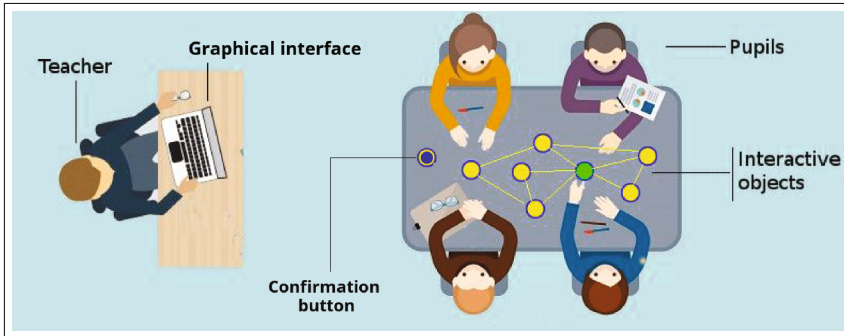 Teacher
Graphical interface
Pupils
Interactive
objects
Confirmation
button